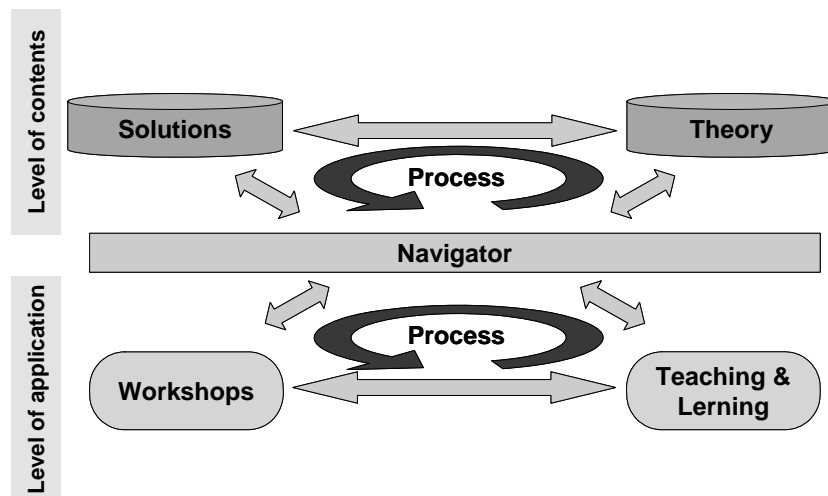 Level of contents
Solutions
Theory
Process
Navigator
Level of application
Process
Workshops
Teaching &
Lerning